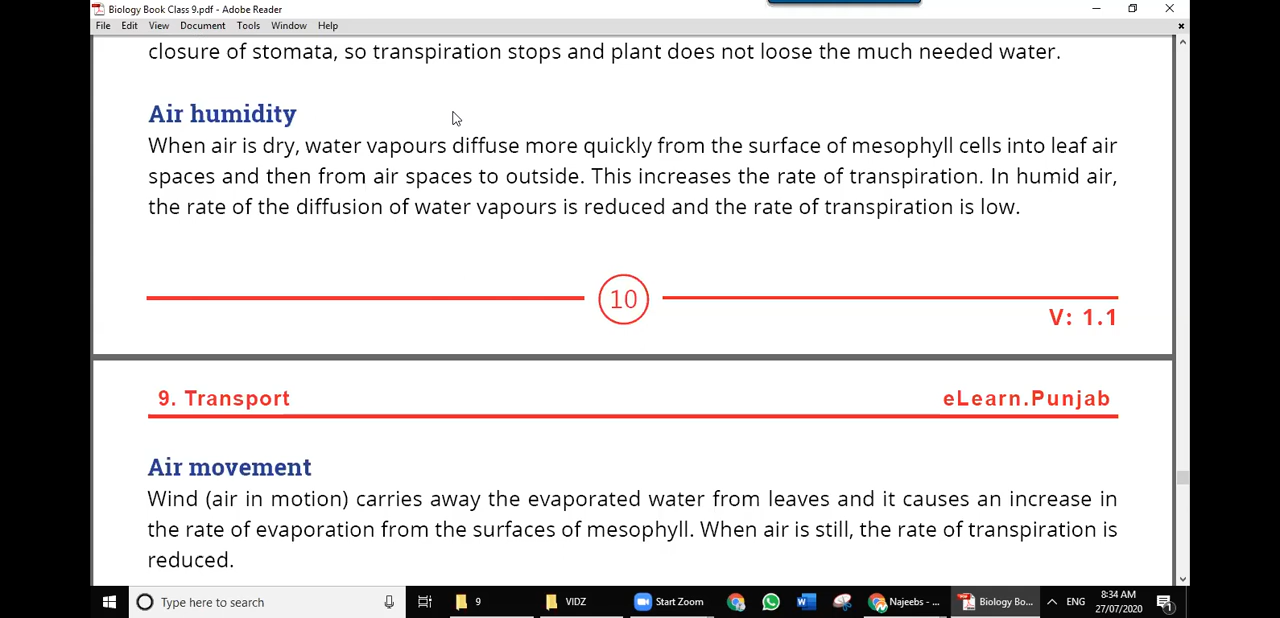 Biology Book Class 9.pdf - Adobe Reader
File Edit View Document Tools Window Help
closure of stomata, so transpiration stops and plant does not loose the much needed water.
Air humidity
When air is dry, water vapours diffuse more quickly from the surface of mesophyll cells into leaf air
spaces and then from air spaces to outside. This increases the rate of transpiration. In humid air,
the rate of the diffusion of water vapours is reduced and the rate of transpiration is low.
10
V: 1.1
9. Transport eLearn.Punjab
Air movement
Wind (air in motion) carries away the evaporated water from leaves and it causes an increase in
the rate of evaporation from the surfaces of mesophyll. When air is still, the rate of transpiration is
reduced.
Type here to search 9 VIDZ Start Zoom Najeebs - ... Biology Bo... ENG 8:34 AM
27/07/2020